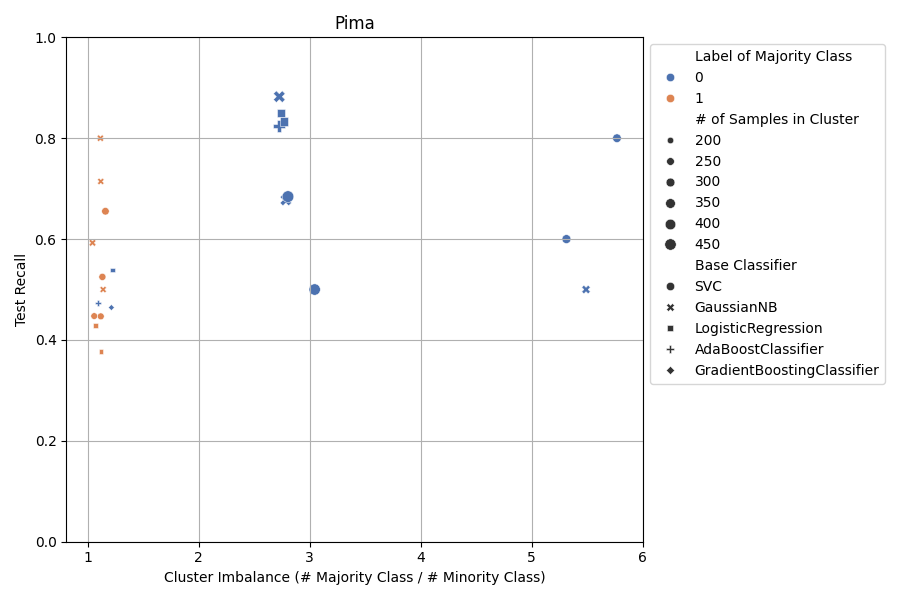 Pima
1.0
0.8
0.6
0.4
0.2
0.0
Test Recall
1
2
3
4
5
6
Cluster Imbalance (# Majority Class / # Minority Class)
Label of Majority Class
0
1
# of Samples in Cluster
200
250
300
350
400
450
Base Classifier
SVC
GaussianNB
LogisticRegression
AdaBoostClassifier
GradientBoostingClassifier